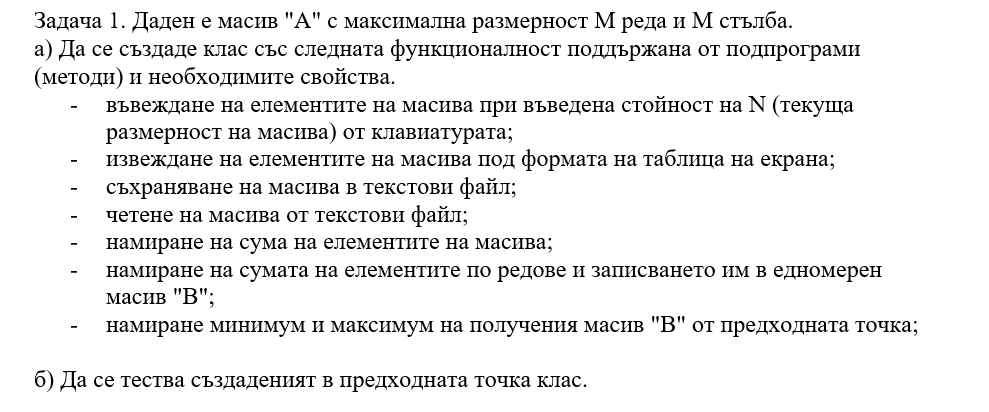 Задача 1. Даден е масив "A" с максимална размерност M реда и M стълба.
а) Да се създаде клас със следната функционалност поддържана от подпрограми
(методи) и необходимите свойства.
- въвеждане на елементите на масива при въведена стойност на N (текуща
размерност на масива) от клавиатурата;
- извеждане на елементите на масива под формата на таблица на екрана;
- съхраняване на масива в текстови файл;
- четене на масива от текстови файл;
- намиране на сума на елементите на масива;
- намиране на сумата на елементите по редове и записването им в едномерен
масив "B";
- намиране минимум и максимум на получения масив "B" от предходната точка;
б) Да се тества създаденият в предходната точка клас.